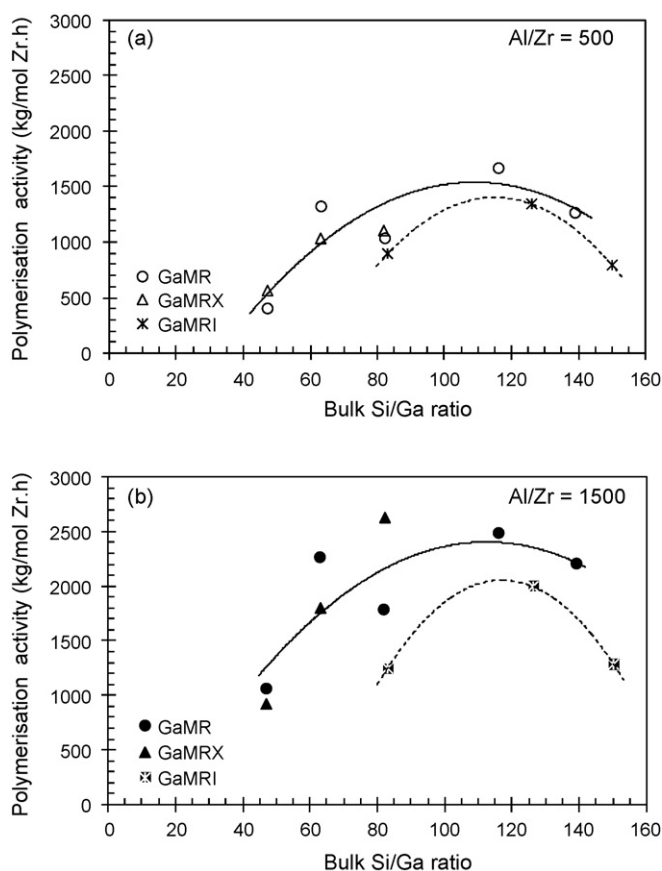 (a)
Al/Zr = 500
Polymerisation activity (kg/mol Zr.h)
3000
2500
2000
1500
1000
500
0
GaMR
GaMRX
GaMRI
0 20 40 60 80 100 120 140 160
Bulk Si/Ga ratio
(b)
Al/Zr = 1500
Polymerisation activity (kg/mol Zr.h)
3000
2500
2000
1500
1000
500
0
GaMR
GaMRX
GaMRI
0 20 40 60 80 100 120 140 160
Bulk Si/Ga ratio